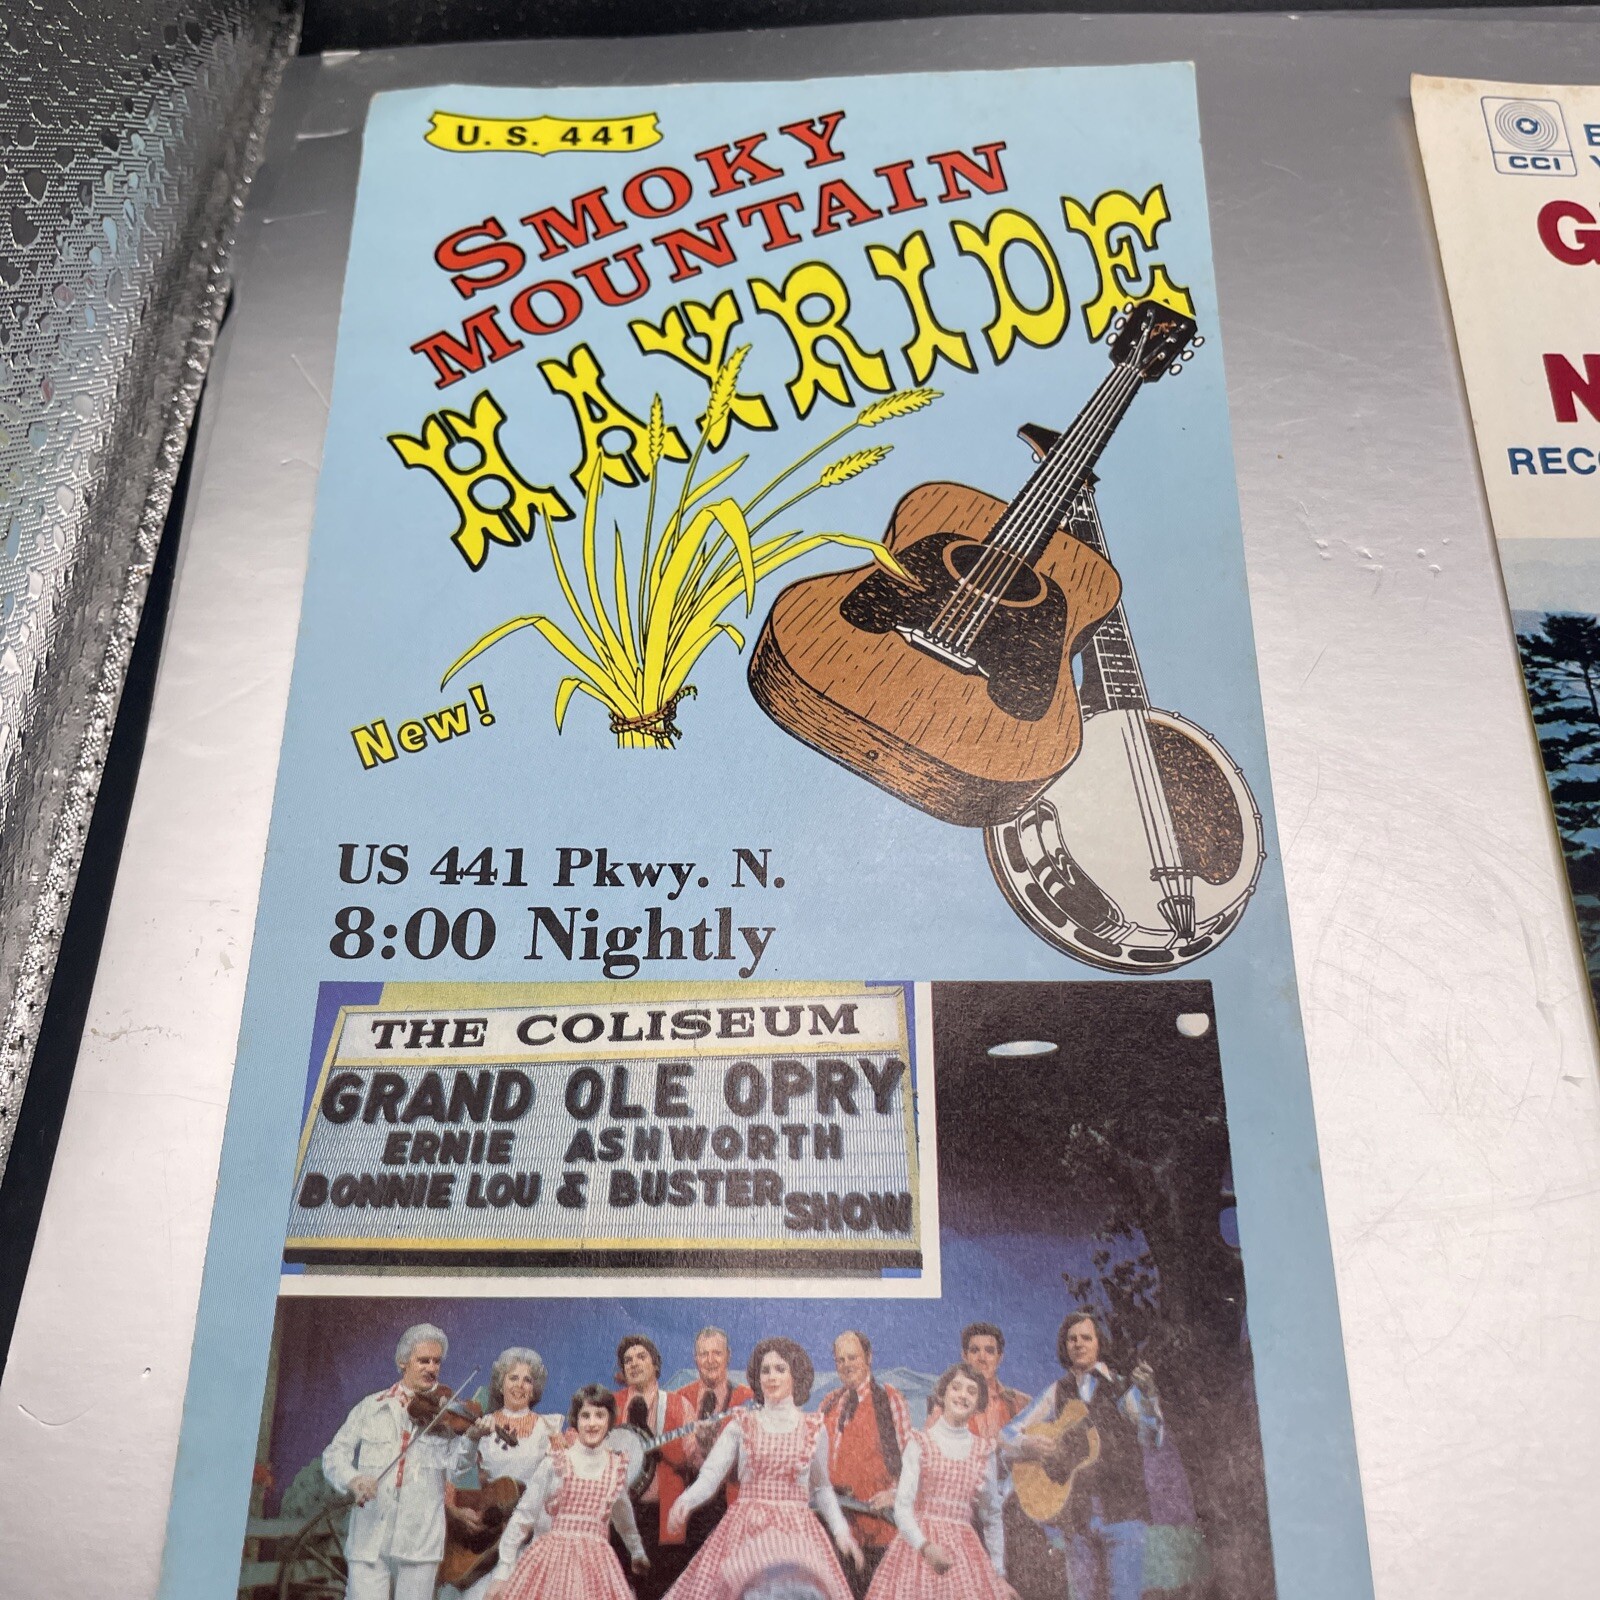 U. S. 441
SMOKY
MOUNTAIN
HAYRIDE
New!
US 441 Pkwy. N.
8:00 Nightly
THE COLISEUM
GRAND OLE OPRY
ERNIE ASHWORTH
BONNIE LOU & BUSTER SHOW
CCI